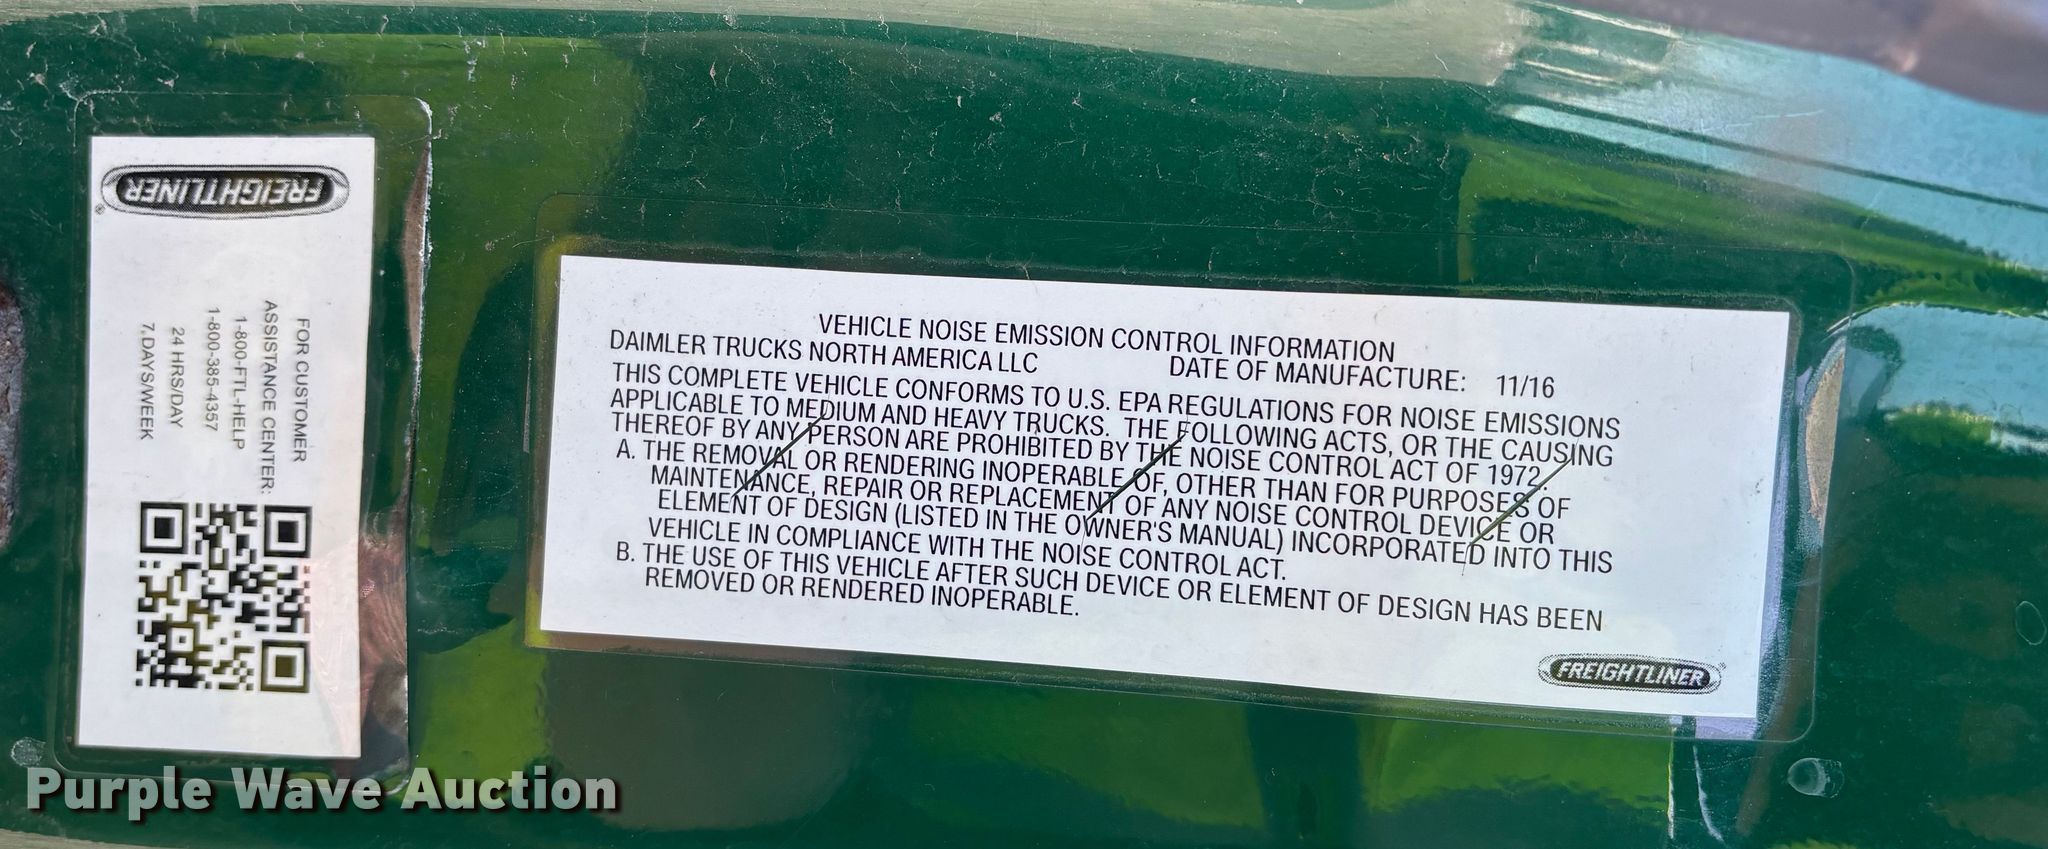 FREIGHTLINER
FOR CUSTOMER
ASSISTANCE CENTER:
1-800-FTL-HELP
1-800-385-4357
24 HRS/DAY
7 DAYS/WEEK
VEHICLE NOISE EMISSION CONTROL INFORMATION
DAIMLER TRUCKS NORTH AMERICA LLC DATE OF MANUFACTURE: 11/16
THIS COMPLETE VEHICLE CONFORMS TO U.S. EPA REGULATIONS FOR NOISE EMISSIONS
APPLICABLE TO MEDIUM AND HEAVY TRUCKS. THE FOLLOWING ACTS, OR THE CAUSING
THEREOF BY ANY PERSON ARE PROHIBITED BY THE NOISE CONTROL ACT OF 1972.
A. THE REMOVAL OR RENDERING INOPERABLE OF, OTHER THAN FOR PURPOSES OF
MAINTENANCE, REPAIR OR REPLACEMENT OF ANY NOISE CONTROL DEVICE OR
ELEMENT OF DESIGN (LISTED IN THE OWNER'S MANUAL) INCORPORATED INTO THIS
VEHICLE IN COMPLIANCE WITH THE NOISE CONTROL ACT.
B. THE USE OF THIS VEHICLE AFTER SUCH DEVICE OR ELEMENT OF DESIGN HAS BEEN
REMOVED OR RENDERED INOPERABLE.
FREIGHTLINER
Purple Wave Auction